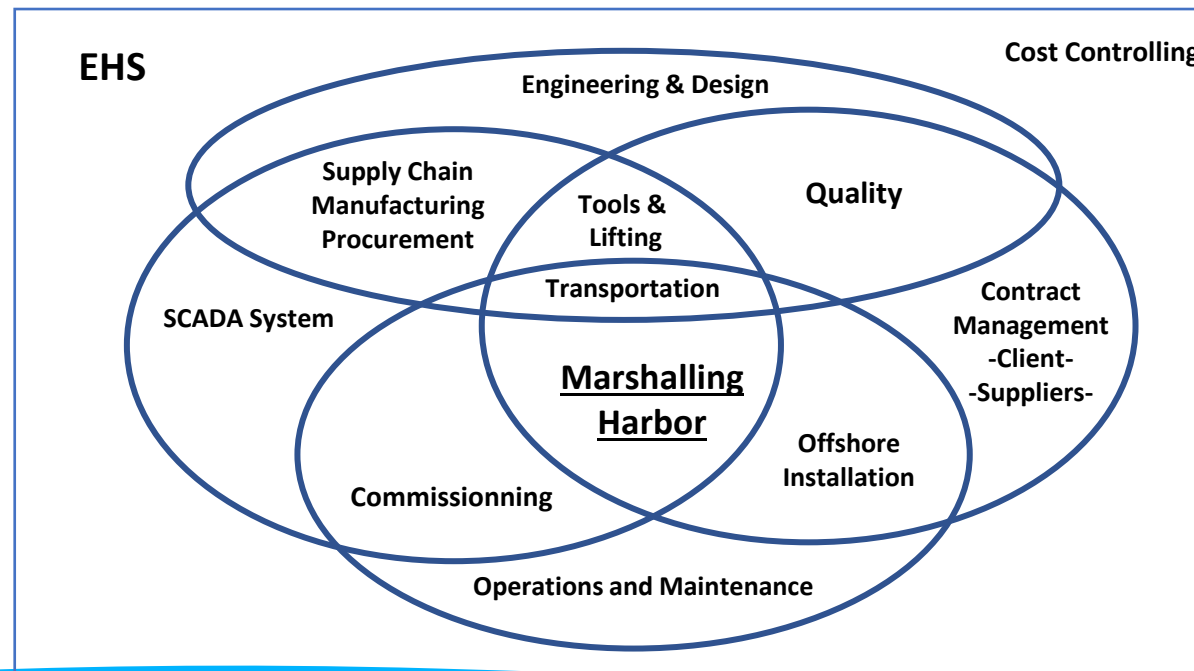 EHS
Cost Controlling
Engineering & Design
Supply Chain
Manufacturing
Procurement
Tools &
Lifting
Quality
Transportation
SCADA System
Contract
Management
-Client-
-Suppliers-
Marshalling
Harbor
Offshore
Installation
Commissionning
Operations and Maintenance